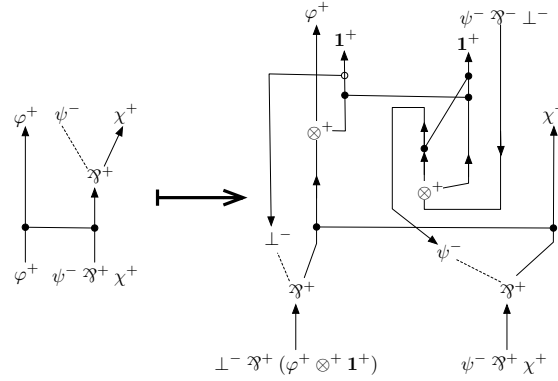 φ⁺ ψ⁻ ⅋⁻ ⊥⁻
𝟏⁺ 𝟏⁺
φ⁺ ψ⁻ χ⁺ χ⁺
⊗⁺
⅋⁺ ⊗⁺
⊥⁻ ψ⁻
φ⁺ ψ⁻ ⅋⁺ χ⁺ ⅋⁺ ⅋⁺
⊥⁻ ⅋⁺ (φ⁺ ⊗⁺ 𝟏⁺) ψ⁻ ⅋⁺ χ⁺